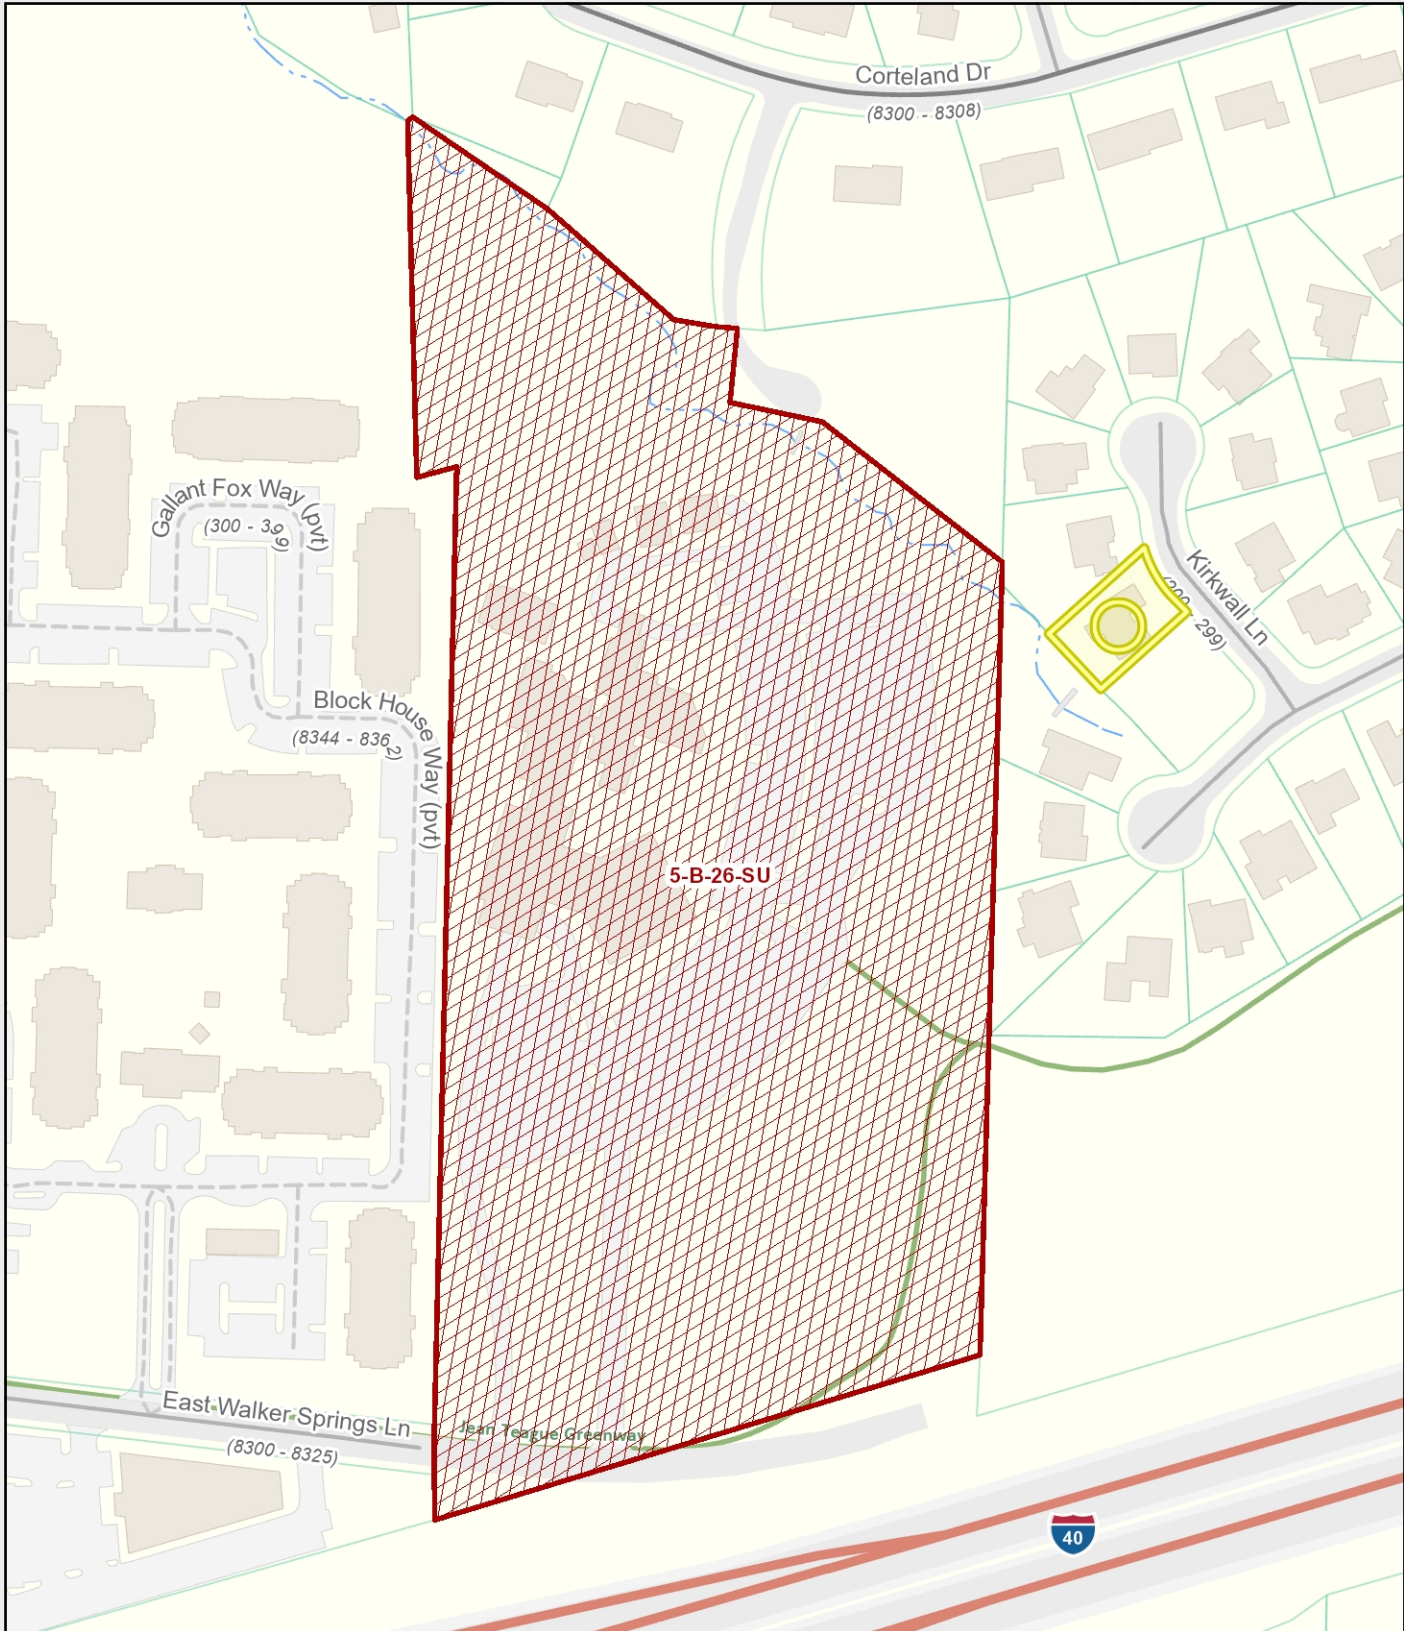 Corteland Dr
(8300 - 8308)
Gallant Fox Way (pvt)
(300 - 399)
Kirkwall Ln
(200 - 299)
Block House Way (pvt)
(8344 - 8362)
5-B-26-SU
East Walker Springs Ln
(8300 - 8325)
Jean Teague Greenway
40